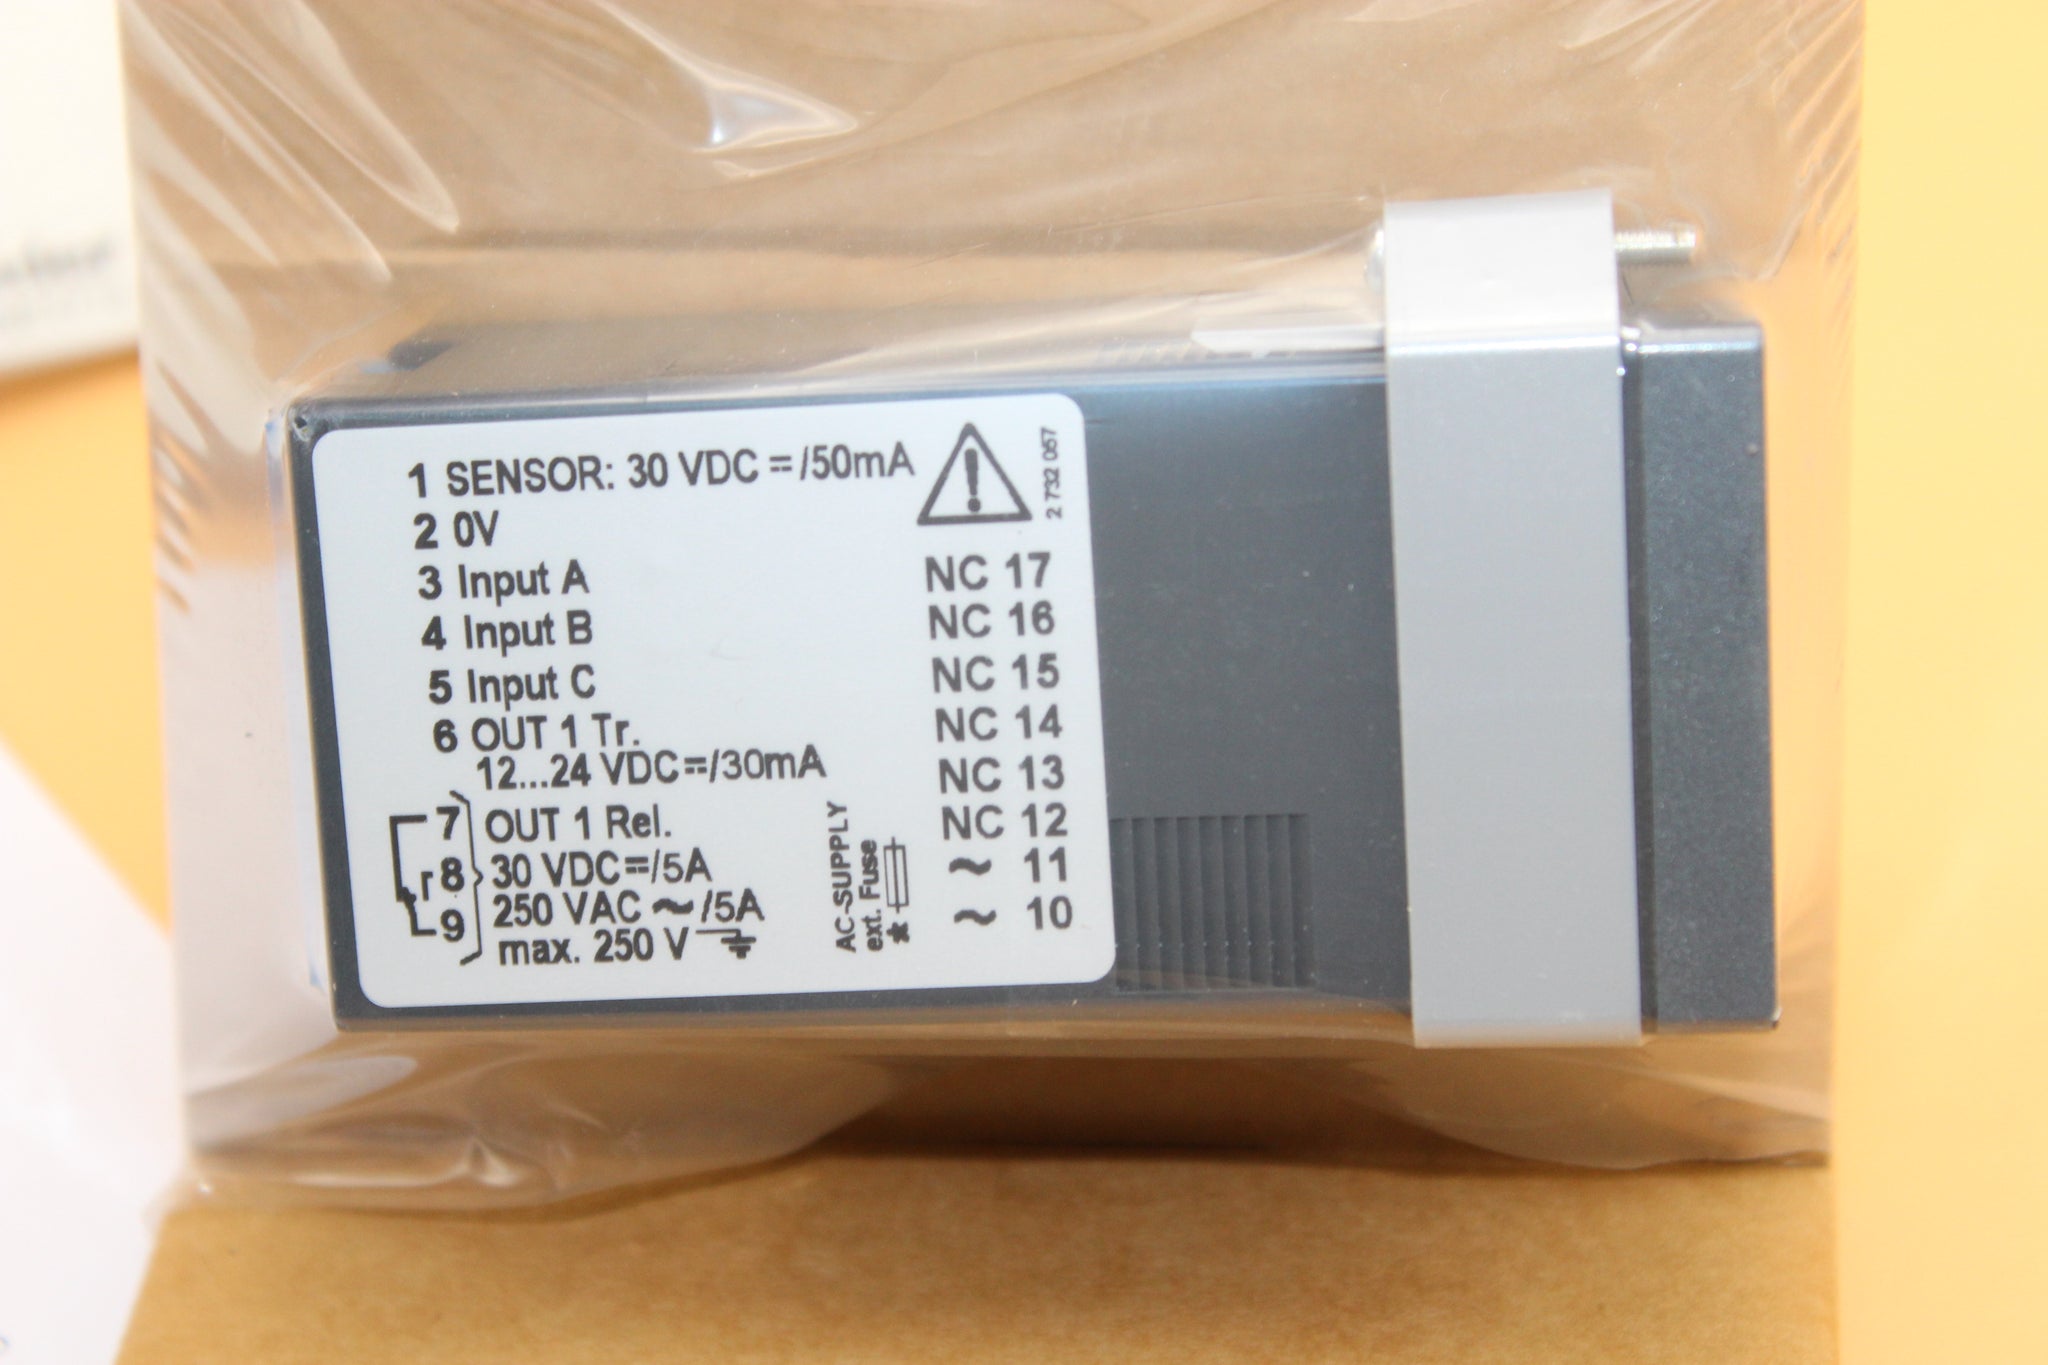 1 SENSOR: 30 VDC ⎓ /50mA
2 0V
3 Input A
4 Input B
5 Input C
6 OUT 1 Tr.
12...24 VDC⎓/30mA
7 OUT 1 Rel.
8 30 VDC⎓/5A
9 250 VAC ~ /5A
max. 250 V
AC-SUPPLY
ext. Fuse
2 732 057
NC 17
NC 16
NC 15
NC 14
NC 13
NC 12
~ 11
~ 10